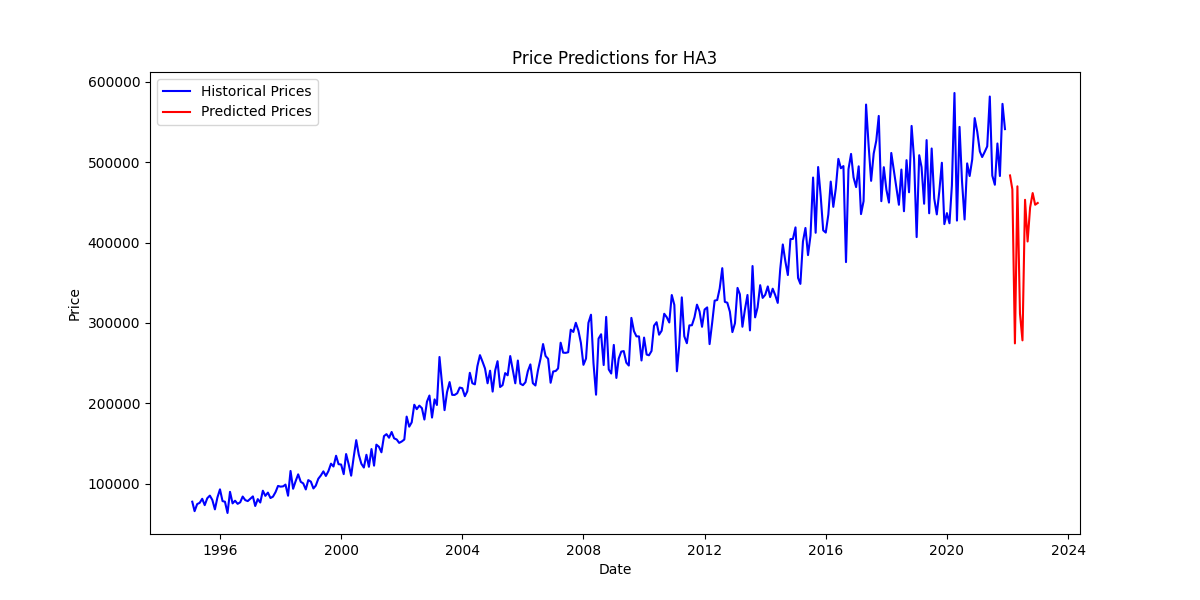 Price Predictions for HA3
Historical Prices
Predicted Prices
600000
500000
400000
300000
200000
100000
Price
1996
2000
2004
2008
2012
2016
2020
2024
Date